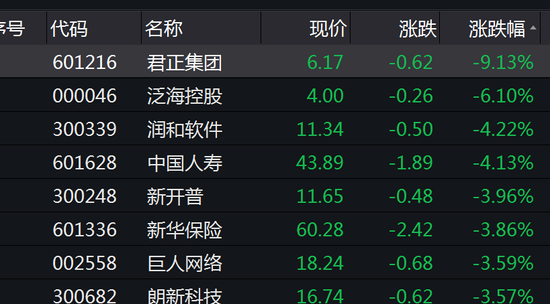 序号 代码 名称 现价 涨跌 涨跌幅
601216 君正集团 6.17 -0.62 -9.13%
000046 泛海控股 4.00 -0.26 -6.10%
300339 润和软件 11.34 -0.50 -4.22%
601628 中国人寿 43.89 -1.89 -4.13%
300248 新开普 11.65 -0.48 -3.96%
601336 新华保险 60.28 -2.42 -3.86%
002558 巨人网络 18.24 -0.68 -3.59%
300682 朗新科技 16.74 -0.62 -3.57%